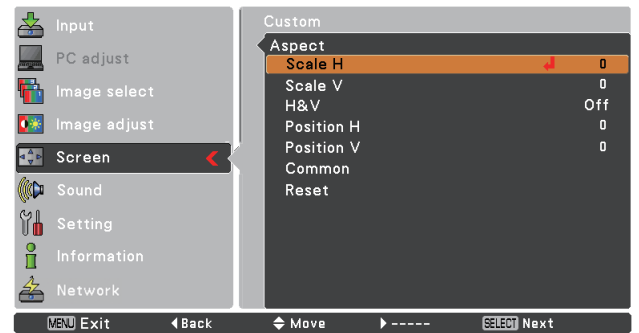 Input
PC adjust
Image select
Image adjust
Screen
Sound
Setting
Information
Network
Custom
Aspect
Scale H 0
Scale V 0
H&V Off
Position H 0
Position V 0
Common
Reset
MENU Exit Back Move ----- SELECT Next